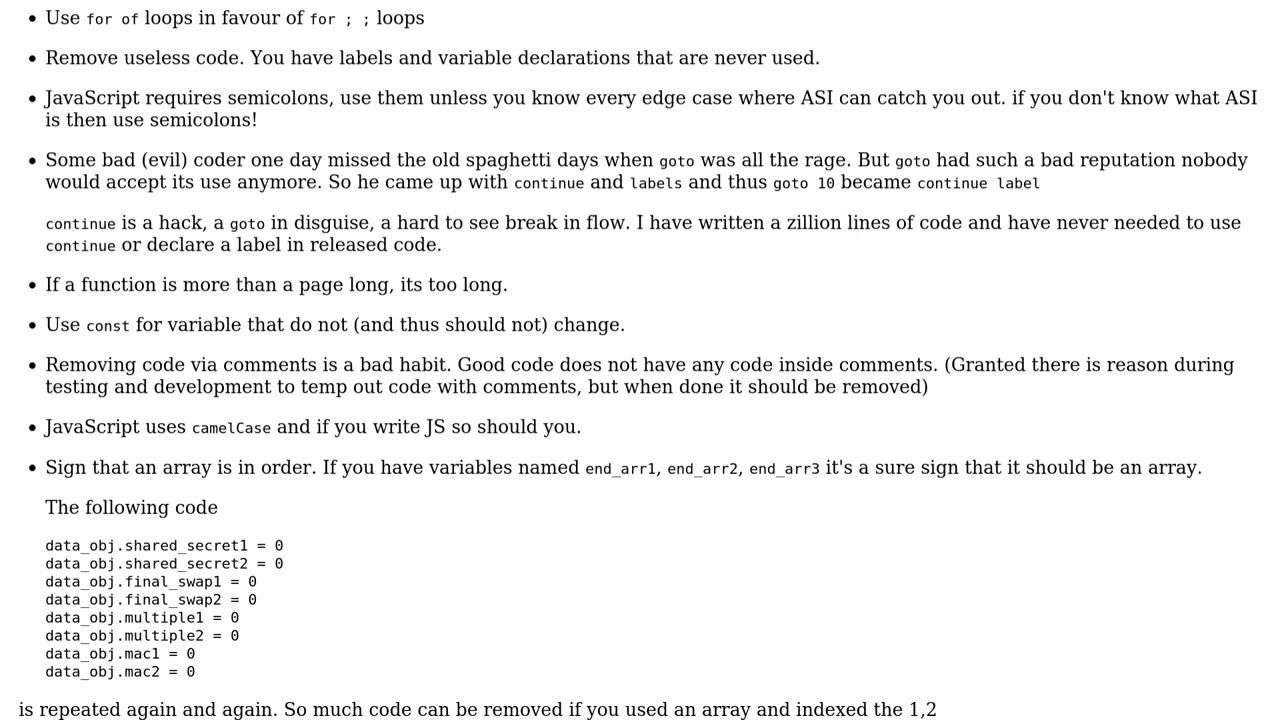 • Use for of loops in favour of for ; ; loops
• Remove useless code. You have labels and variable declarations that are never used.
• JavaScript requires semicolons, use them unless you know every edge case where ASI can catch you out. if you don't know what ASI
is then use semicolons!
• Some bad (evil) coder one day missed the old spaghetti days when goto was all the rage. But goto had such a bad reputation nobody
would accept its use anymore. So he came up with continue and labels and thus goto 10 became continue label
continue is a hack, a goto in disguise, a hard to see break in flow. I have written a zillion lines of code and have never needed to use
continue or declare a label in released code.
• If a function is more than a page long, its too long.
• Use const for variable that do not (and thus should not) change.
• Removing code via comments is a bad habit. Good code does not have any code inside comments. (Granted there is reason during
testing and development to temp out code with comments, but when done it should be removed)
• JavaScript uses camelCase and if you write JS so should you.
• Sign that an array is in order. If you have variables named end_arr1, end_arr2, end_arr3 it's a sure sign that it should be an array.
The following code
data_obj.shared_secret1 = 0
data_obj.shared_secret2 = 0
data_obj.final_swap1 = 0
data_obj.final_swap2 = 0
data_obj.multiple1 = 0
data_obj.multiple2 = 0
data_obj.mac1 = 0
data_obj.mac2 = 0
is repeated again and again. So much code can be removed if you used an array and indexed the 1,2